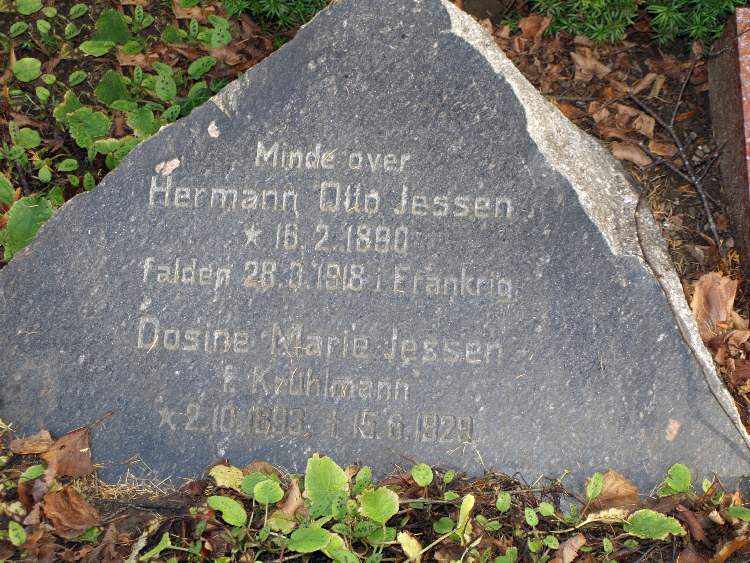 Minde over
Hermann Otto Jessen
* 16.2.1890
falden 28.3.1918 i Frankrig
Dosine Marie Jessen
f. Krühlmann
* 2.10.1893, † 15.6.1929